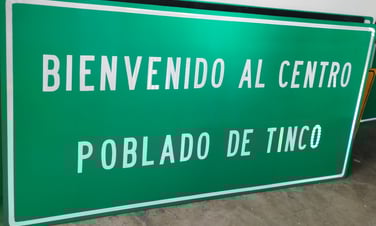 BIENVENIDO AL CENTRO
POBLADO DE TINCO